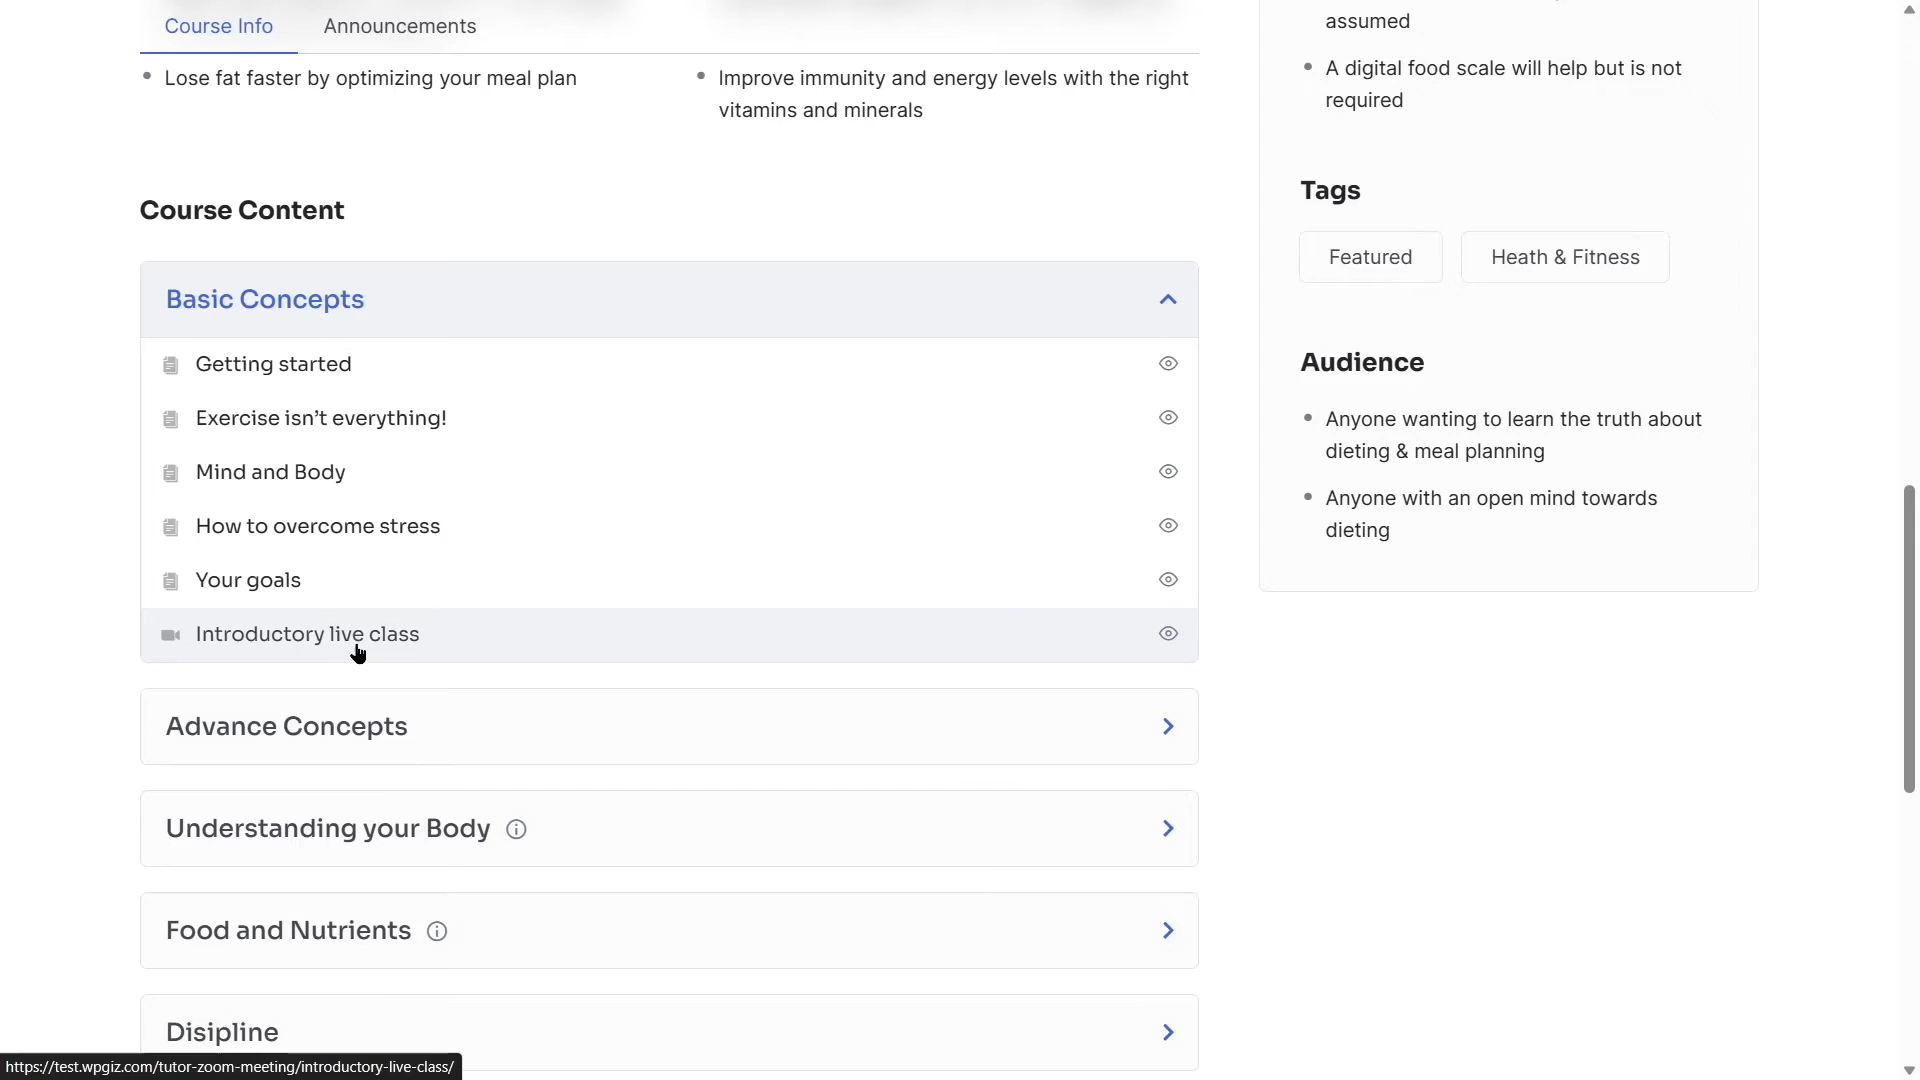 Course Info
Announcements
Lose fat faster by optimizing your meal plan
Improve immunity and energy levels with the right
vitamins and minerals
Course Content
Basic Concepts
Getting started
Exercise isn’t everything!
Mind and Body
How to overcome stress
Your goals
Introductory live class
Advance Concepts
Understanding your Body
Food and Nutrients
Disipline
assumed
A digital food scale will help but is not
required
Tags
Featured
Heath & Fitness
Audience
Anyone wanting to learn the truth about
dieting & meal planning
Anyone with an open mind towards
dieting
https://test.wpgiz.com/tutor-zoom-meeting/introductory-live-class/